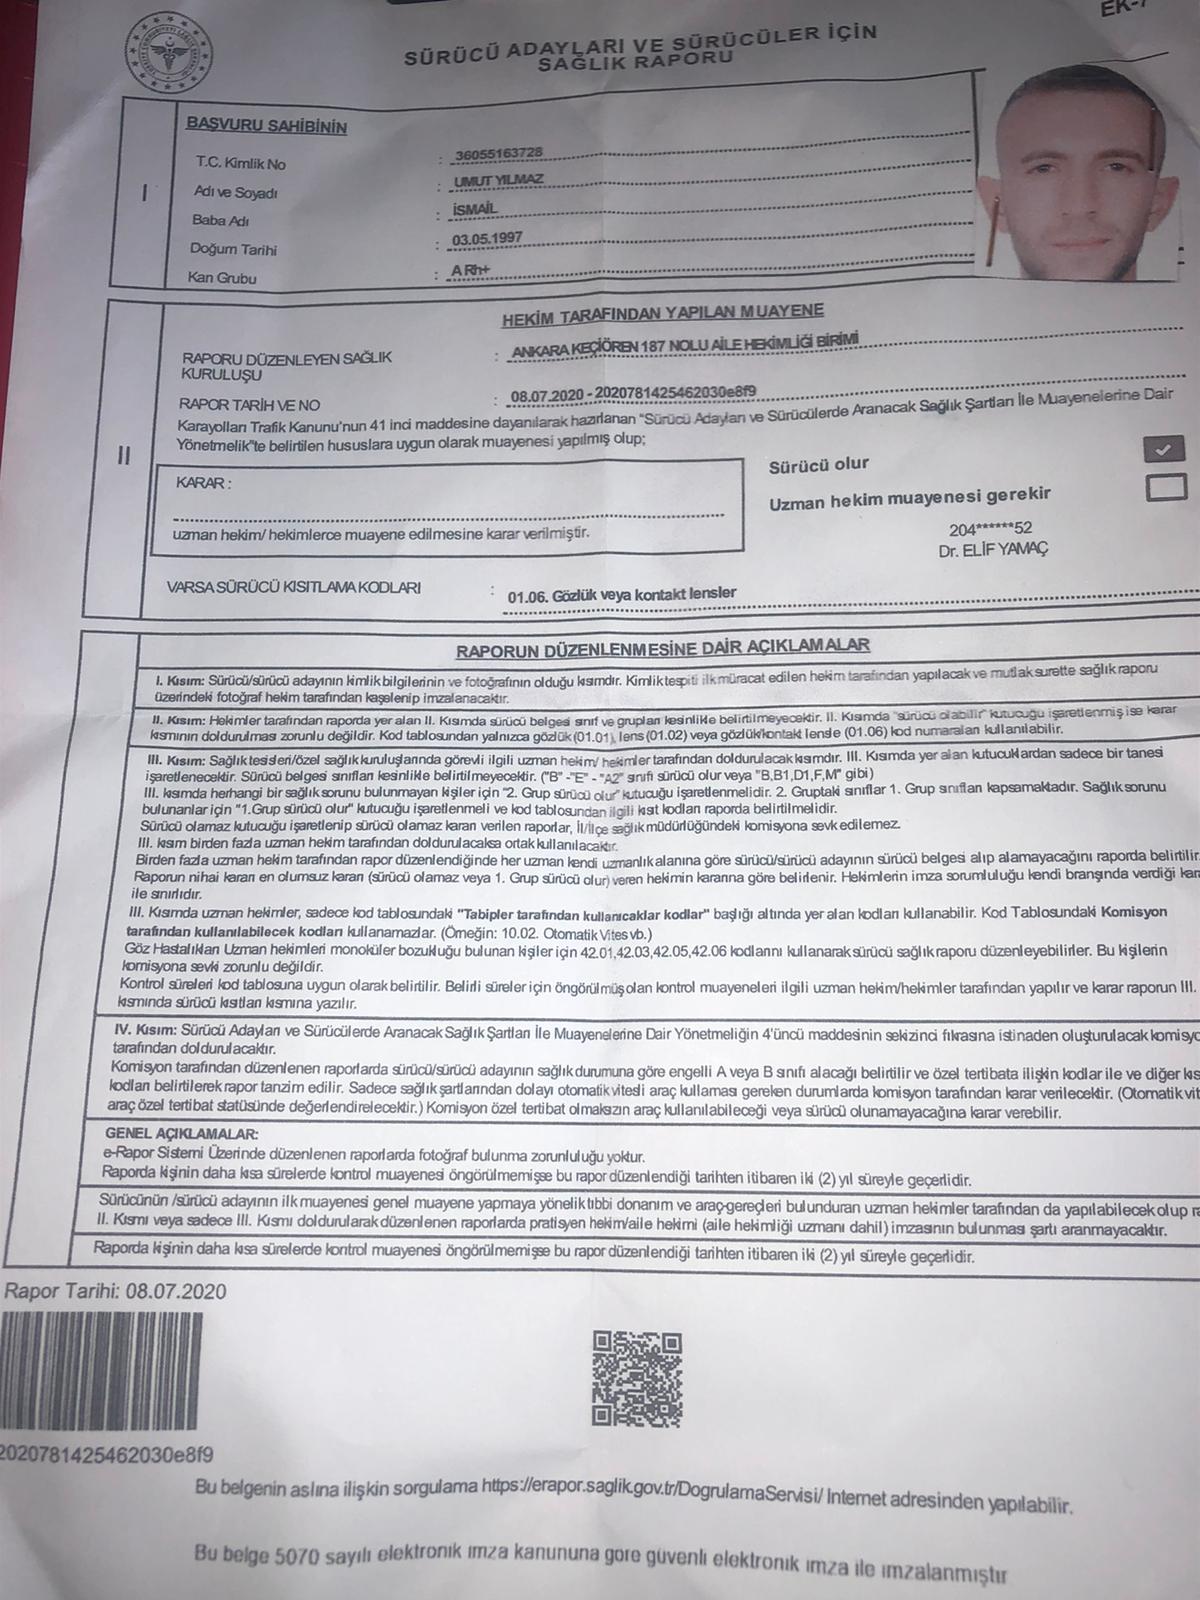 EK-7
SÜRÜCÜ ADAYLARI VE SÜRÜCÜLER İÇİN
SAĞLIK RAPORU
I
BAŞVURU SAHİBİNİN
T.C. Kimlik No : 36055163728
Adı ve Soyadı : UMUT YILMAZ
Baba Adı : İSMAİL
Doğum Tarihi : 03.05.1997
Kan Grubu : A Rh+
II
HEKİM TARAFINDAN YAPILAN MUAYENE
RAPORU DÜZENLEYEN SAĞLIK : ANKARA KEÇİÖREN 187 NOLU AİLE HEKİMLİĞİ BİRİMİ
KURULUŞU
RAPOR TARİH VE NO : 08.07.2020 - 2020781425462030e8f9
Karayolları Trafik Kanunu'nun 41 inci maddesine dayanılarak hazırlanan "Sürücü Adayları ve Sürücülerde Aranacak Sağlık Şartları İle Muayenelerine Dair
Yönetmelik"te belirtilen hususlara uygun olarak muayenesi yapılmış olup;
KARAR :
uzman hekim/ hekimlerce muayene edilmesine karar verilmiştir.
Sürücü olur
Uzman hekim muayenesi gerekir
204******52
Dr. ELİF YAMAÇ
VARSA SÜRÜCÜ KISITLAMA KODLARI : 01.06. Gözlük veya kontakt lensler
RAPORUN DÜZENLENMESİNE DAİR AÇIKLAMALAR
I. Kısım: Sürücü/sürücü adayının kimlik bilgilerinin ve fotoğrafının olduğu kısımdır. Kimlik tespiti ilk müracat edilen hekim tarafından yapılacak ve mutlak surette sağlık raporu
üzerindeki fotoğraf hekim tarafından kaşelenip imzalanacaktır.
II. Kısım: Hekimler tarafından raporda yer alan II. Kısımda sürücü belgesi sınıf ve grupları kesinlikle belirtilmeyecektir. II. Kısımda "sürücü olabilir" kutucuğu işaretlenmiş ise karar
kısmının doldurulması zorunlu değildir. Kod tablosundan yalnızca gözlük (01.01), lens (01.02) veya gözlük/kontakt lensle (01.06) kod numaraları kullanılabilir.
III. Kısım: Sağlık tesisleri/özel sağlık kuruluşlarında görevli ilgili uzman hekim/ hekimler tarafından doldurulacak kısımdır. III. Kısımda yer alan kutucuklardan sadece bir tanesi
işaretlenecektir. Sürücü belgesi sınıfları kesinlikle belirtilmeyecektir. ("B" -"E" - "A2" sınıfı sürücü olur veya "B,B1,D1,F,M" gibi)
III. kısımda herhangi bir sağlık sorunu bulunmayan kişiler için "2. Grup sürücü olur" kutucuğu işaretlenmelidir. 2. Gruptaki sınıflar 1. Grup sınıfları kapsamaktadır. Sağlık sorunu
bulunanlar için "1.Grup sürücü olur" kutucuğu işaretlenmeli ve kod tablosundan ilgili kısıt kodları raporda belirtilmelidir.
Sürücü olamaz kutucuğu işaretlenip sürücü olamaz kararı verilen raporlar, İl/İlçe sağlık müdürlüğündeki komisyona sevk edilemez.
III. kısım birden fazla uzman hekim tarafından doldurulacaksa ortak kullanılacaktır.
Birden fazla uzman hekim tarafından rapor düzenlendiğinde her uzman kendi uzmanlık alanına göre sürücü/sürücü adayının sürücü belgesi alıp alamayacağını raporda belirtilir.
Raporun nihai kararı en olumsuz kararı (sürücü olamaz veya 1. Grup sürücü olur) veren hekimin kararına göre belirlenir. Hekimlerin imza sorumluluğu kendi branşında verdiği kara
ile sınırlıdır.
III. Kısımda uzman hekimler, sadece kod tablosundaki "Tabipler tarafından kullanıcaklar kodlar" başlığı altında yer alan kodları kullanabilir. Kod Tablosundaki Komisyon
tarafından kullanılabilecek kodları kullanamazlar. (Örneğin: 10.02. Otomatik Vites vb.)
Göz Hastalıkları Uzman hekimleri monoküler bozukluğu bulunan kişiler için 42.01,42.03,42.05,42.06 kodlarını kullanarak sürücü sağlık raporu düzenleyebilirler. Bu kişilerin
komisyona sevki zorunlu değildir.
Kontrol süreleri kod tablosuna uygun olarak belirtilir. Belirli süreler için öngörülmüş olan kontrol muayeneleri ilgili uzman hekim/hekimler tarafından yapılır ve karar raporun III.
kısmında sürücü kısıtları kısmına yazılır.
IV. Kısım: Sürücü Adayları ve Sürücülerde Aranacak Sağlık Şartları İle Muayenelerine Dair Yönetmeliğin 4'üncü maddesinin sekizinci fıkrasına istinaden oluşturulacak komisyo
tarafından doldurulacaktır.
Komisyon tarafından düzenlenen raporlarda sürücü/sürücü adayının sağlık durumuna göre engelli A veya B sınıfı alacağı belirtilir ve özel tertibata ilişkin kodlar ile ve diğer kıs
kodları belirtilerek rapor tanzim edilir. Sadece sağlık şartlarından dolayı otomatik vitesli araç kullaması gereken durumlarda komisyon tarafından karar verilecektir. (Otomatik vit
araç özel tertibat statüsünde değerlendirelecektir.) Komisyon özel tertibat olmaksızın araç kullanılabileceği veya sürücü olunamayacağına karar verebilir.
GENEL AÇIKLAMALAR:
e-Rapor Sistemi Üzerinde düzenlenen raporlarda fotoğraf bulunma zorunluluğu yoktur.
Raporda kişinin daha kısa sürelerde kontrol muayenesi öngörülmemişse bu rapor düzenlendiği tarihten itibaren iki (2) yıl süreyle geçerlidir.
Sürücünün /sürücü adayının ilk muayenesi genel muayene yapmaya yönelik tıbbi donanım ve araç-gereçleri bulunduran uzman hekimler tarafından da yapılabilecek olup ra
II. Kısmı veya sadece III. Kısmı doldurularak düzenlenen raporlarda pratisyen hekim/aile hekimi (aile hekimliği uzmanı dahil) imzasının bulunması şartı aranmayacaktır.
Raporda kişinin daha kısa sürelerde kontrol muayenesi öngörülmemişse bu rapor düzenlendiği tarihten itibaren iki (2) yıl süreyle geçerlidir.
Rapor Tarihi: 08.07.2020
2020781425462030e8f9
Bu belgenin aslına ilişkin sorgulama https://erapor.saglik.gov.tr/DogrulamaServisi/ Internet adresinden yapılabilir.
Bu belge 5070 sayılı elektronik imza kanununa göre güvenli elektronik imza ile imzalanmıştır